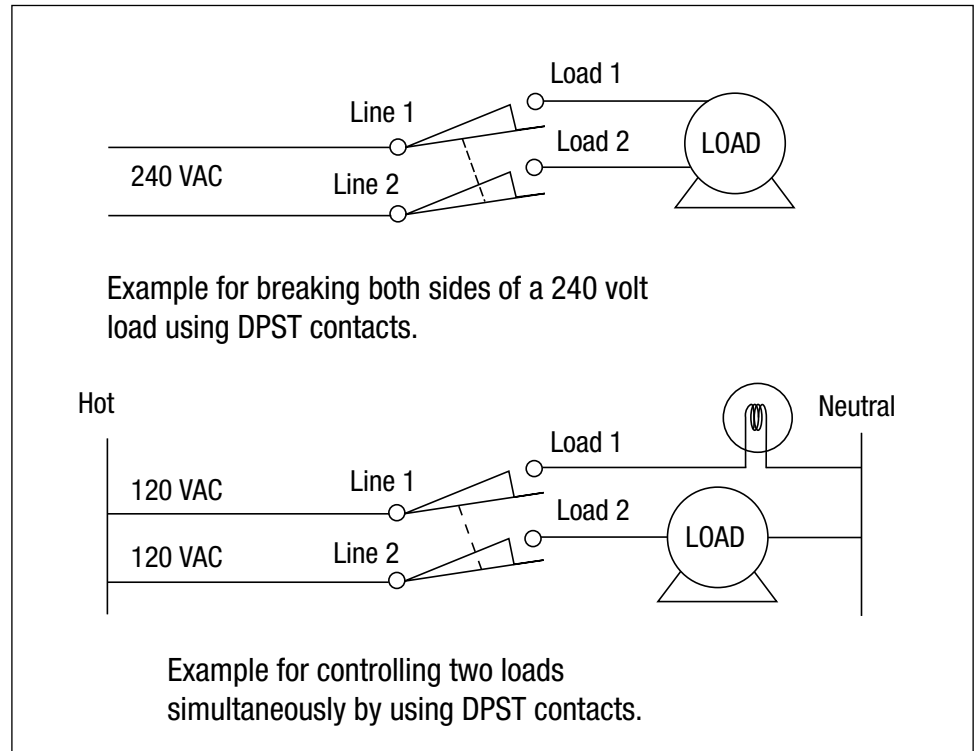 Load 1
Line 1
Load 2
LOAD
240 VAC
Line 2
Example for breaking both sides of a 240 volt
load using DPST contacts.
Hot
Neutral
Load 1
120 VAC
Line 1
Load 2
LOAD
120 VAC
Line 2
Example for controlling two loads
simultaneously by using DPST contacts.